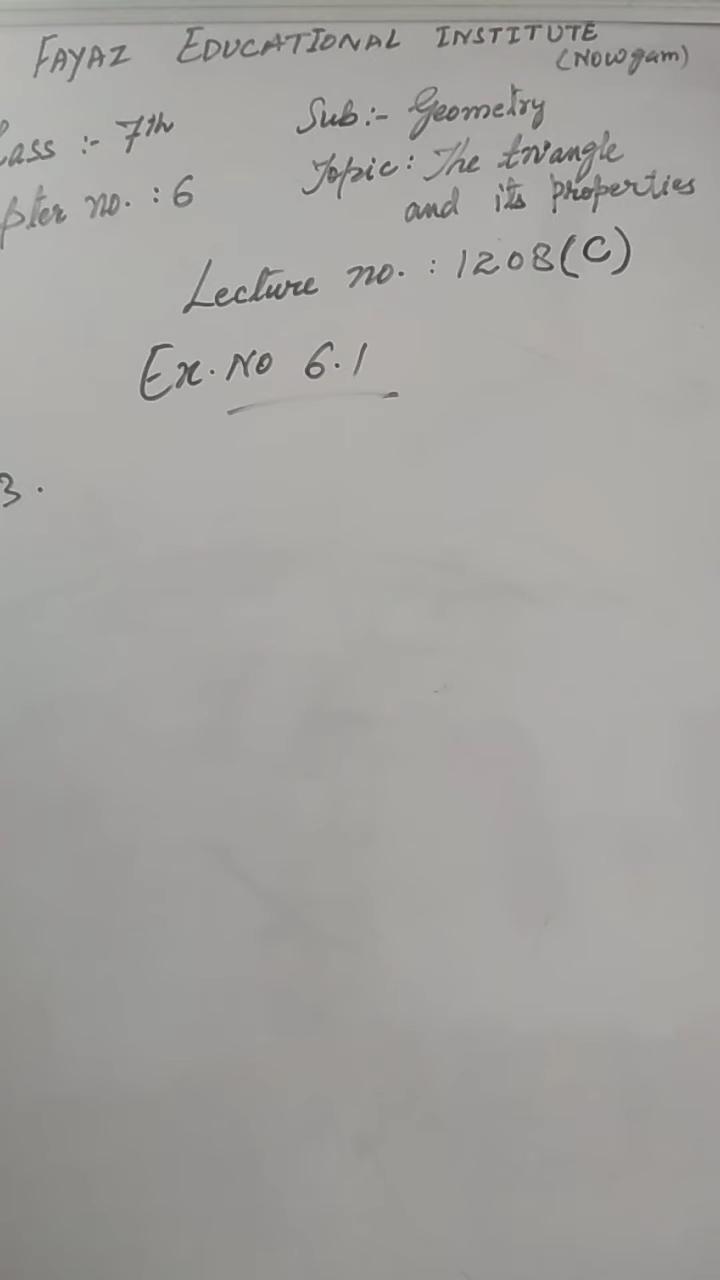 FAYAZ EDUCATIONAL INSTITUTE
(Nowgam)
lass :- 7th
Sub:- Geometry
pter no. : 6
Topic: The triangle
and its properties
Lecture no. : 1208(C)
Ex. No 6.1
3.